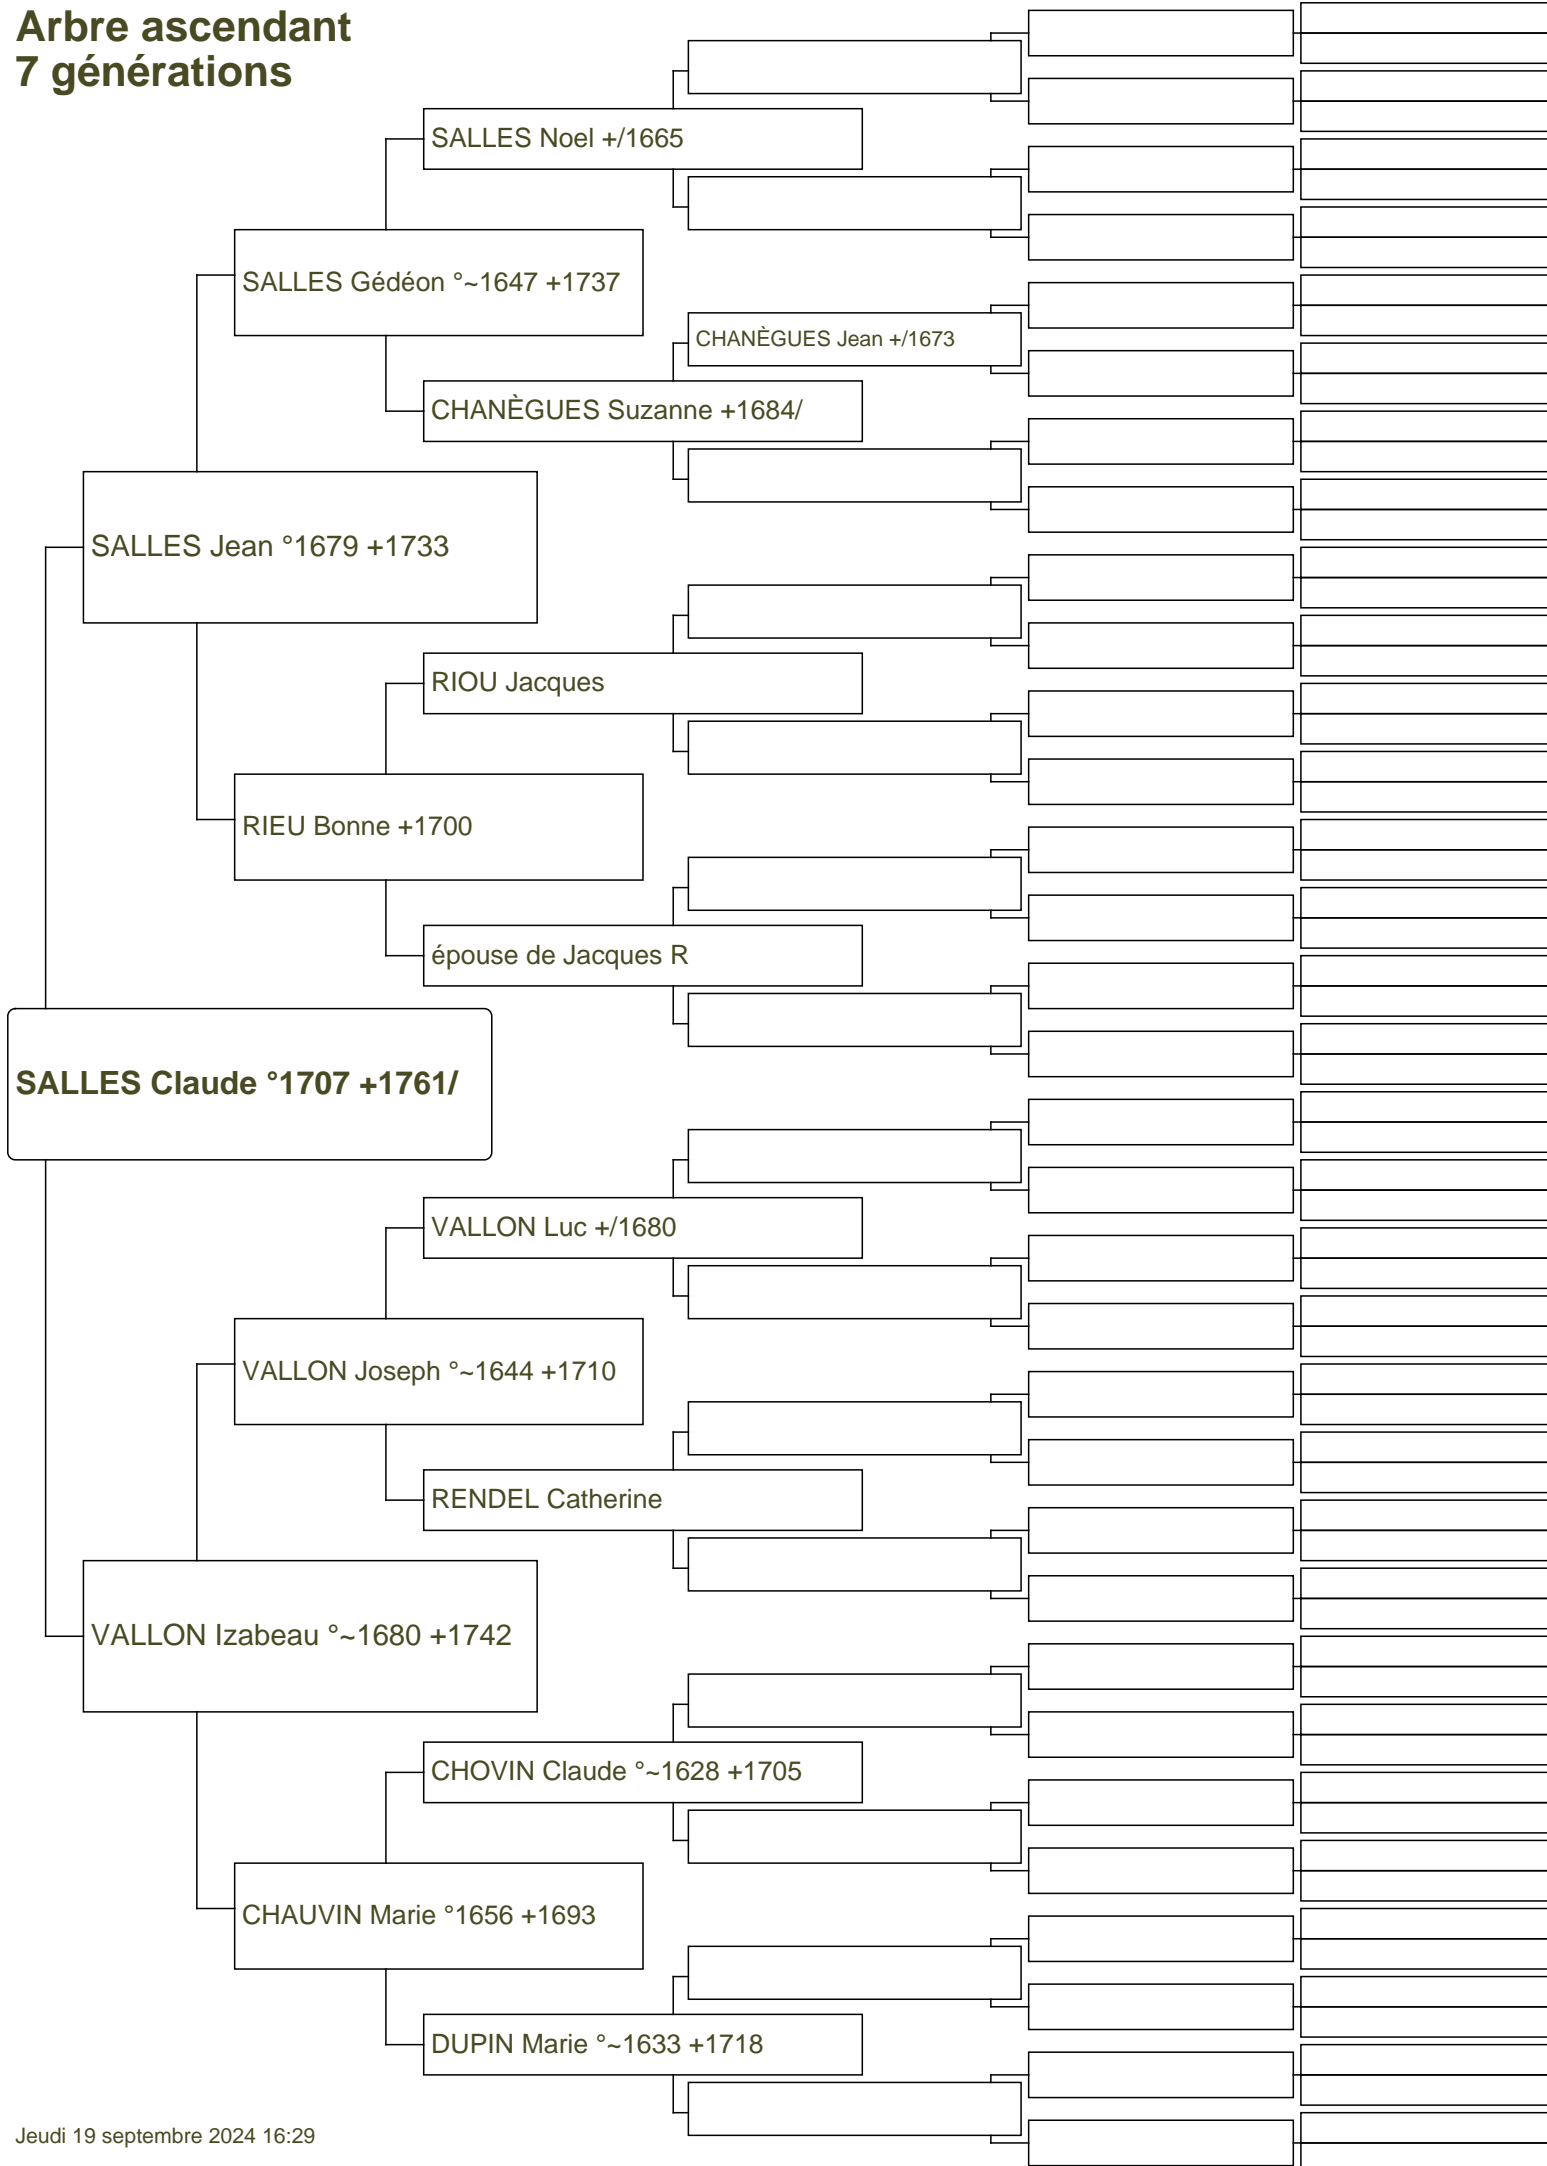 Arbre ascendant
7 générations
SALLES Noel +/1665
SALLES Gédéon °~1647 +1737
CHANÈGUES Jean +/1673
CHANÈGUES Suzanne +1684/
SALLES Jean °1679 +1733
RIOU Jacques
RIEU Bonne +1700
épouse de Jacques R
SALLES Claude °1707 +1761/
VALLON Luc +/1680
VALLON Joseph °~1644 +1710
RENDEL Catherine
VALLON Izabeau °~1680 +1742
CHOVIN Claude °~1628 +1705
CHAUVIN Marie °1656 +1693
DUPIN Marie °~1633 +1718
Jeudi 19 septembre 2024 16:29